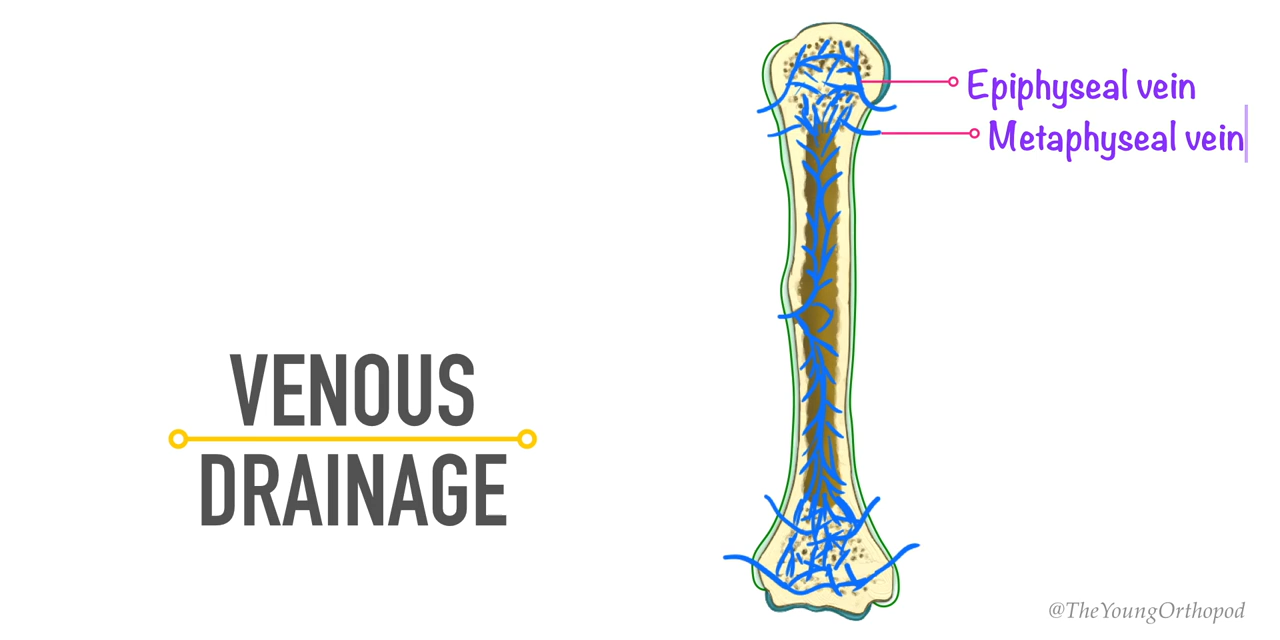 Epiphyseal vein
Metaphyseal vein
VENOUS
DRAINAGE
@TheYoungOrthopod